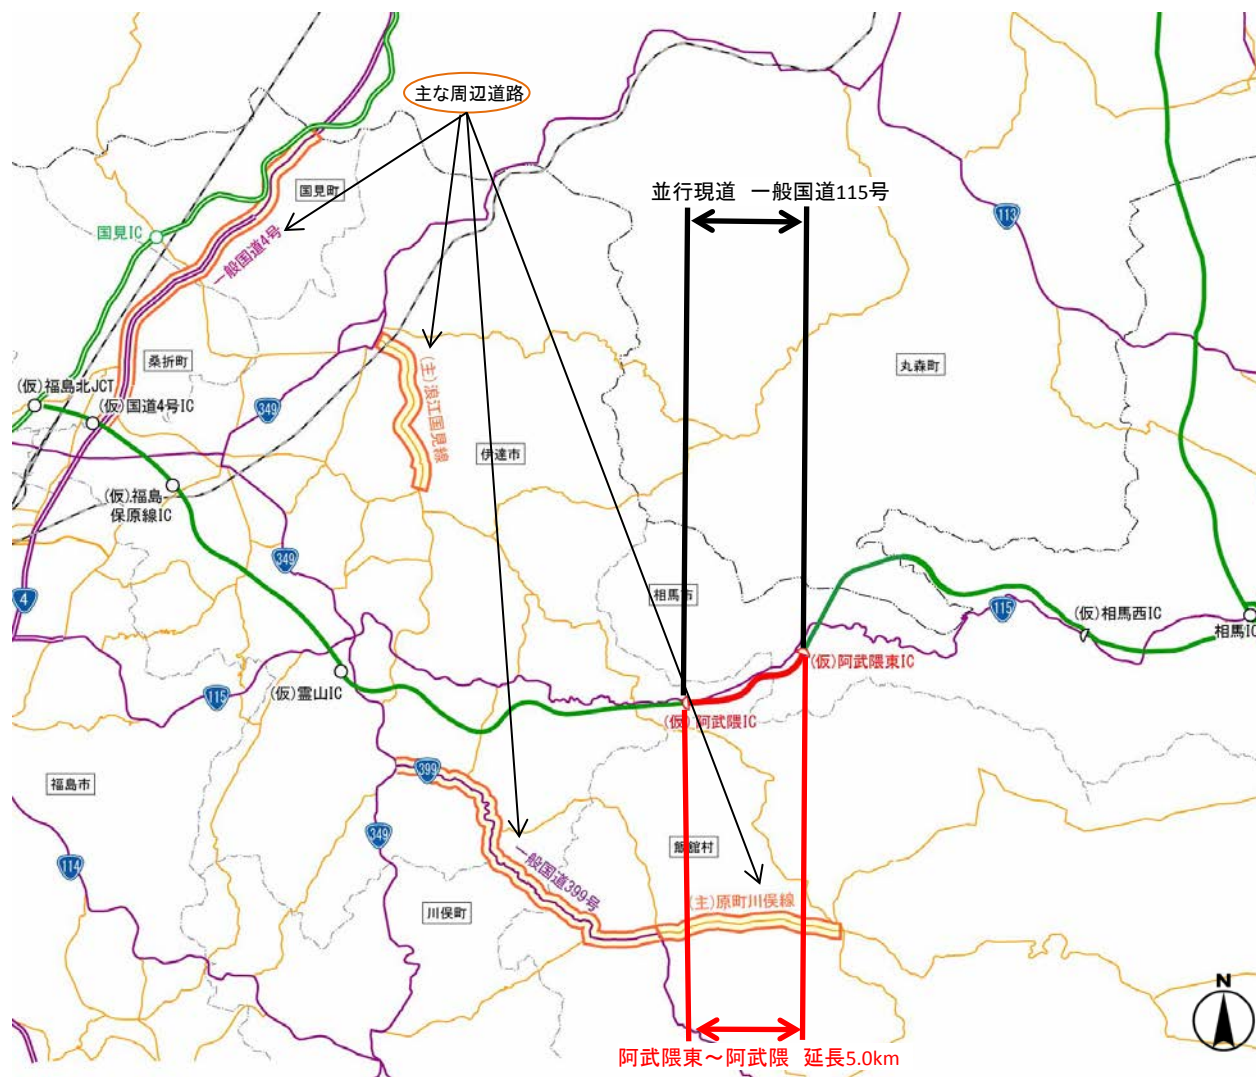 主な周辺道路
国見町
並行現道 一般国道115号
113
国見IC
一般国道4号
桑折町
丸森町
(仮)福島北JCT
(仮)国道4号IC
349
(主)浪江国見線
伊達市
(仮)福島
保原線IC
349
4
相馬市
115
(仮)相馬西IC
相馬IC
(仮)阿武隈東IC
(仮)霊山IC
115
(仮)阿武隈IC
399
福島市
349
飯舘村
一般国道399号
114
(主)原町川俣線
川俣町
N
阿武隈東～阿武隈 延長5.0km